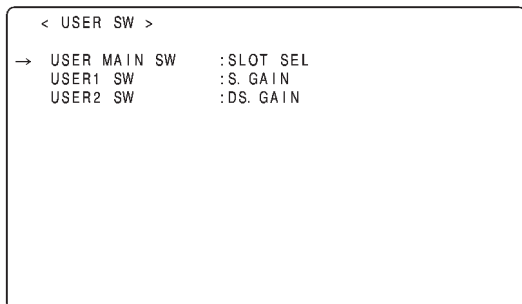 < USER SW >
→ USER MAIN SW :SLOT SEL
USER1 SW :S. GAIN
USER2 SW :DS. GAIN